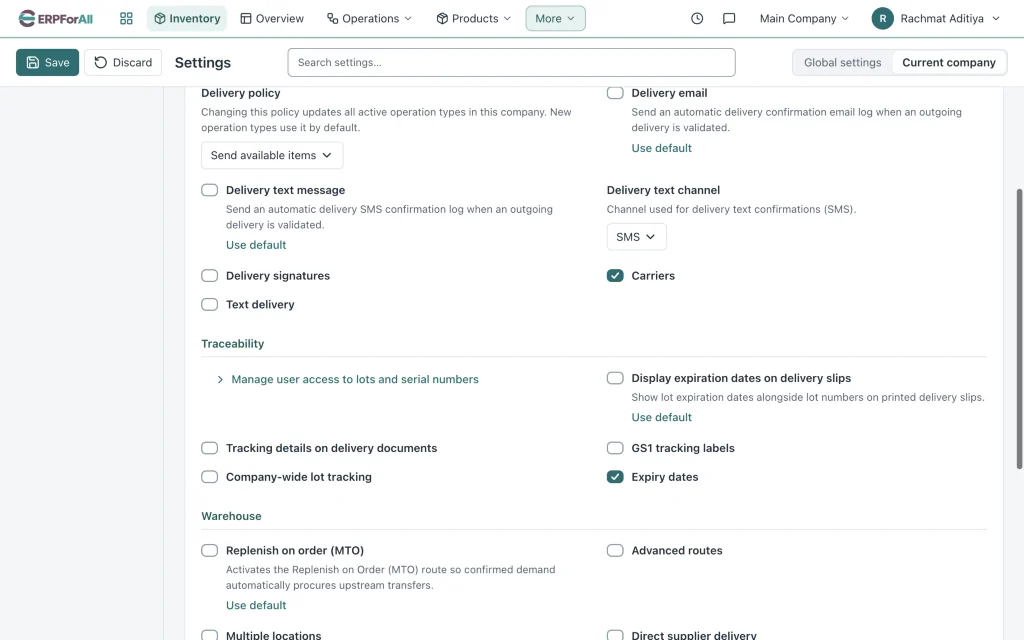 ERPForAll
Inventory
Overview
Operations
Products
More
Main Company
R
Rachmat Aditiya
Save
Discard
Settings
Search settings...
Global settings
Current company
Delivery policy
Changing this policy updates all active operation types in this company. New
operation types use it by default.
Send available items
Delivery email
Send an automatic delivery confirmation email log when an outgoing
delivery is validated.
Use default
Delivery text message
Send an automatic delivery SMS confirmation log when an outgoing
delivery is validated.
Use default
Delivery text channel
Channel used for delivery text confirmations (SMS).
SMS
Delivery signatures
Carriers
Text delivery
Traceability
Manage user access to lots and serial numbers
Display expiration dates on delivery slips
Show lot expiration dates alongside lot numbers on printed delivery slips.
Use default
Tracking details on delivery documents
GS1 tracking labels
Company-wide lot tracking
Expiry dates
Warehouse
Replenish on order (MTO)
Activates the Replenish on Order (MTO) route so confirmed demand
automatically procures upstream transfers.
Use default
Advanced routes
Multiple locations
Direct supplier delivery